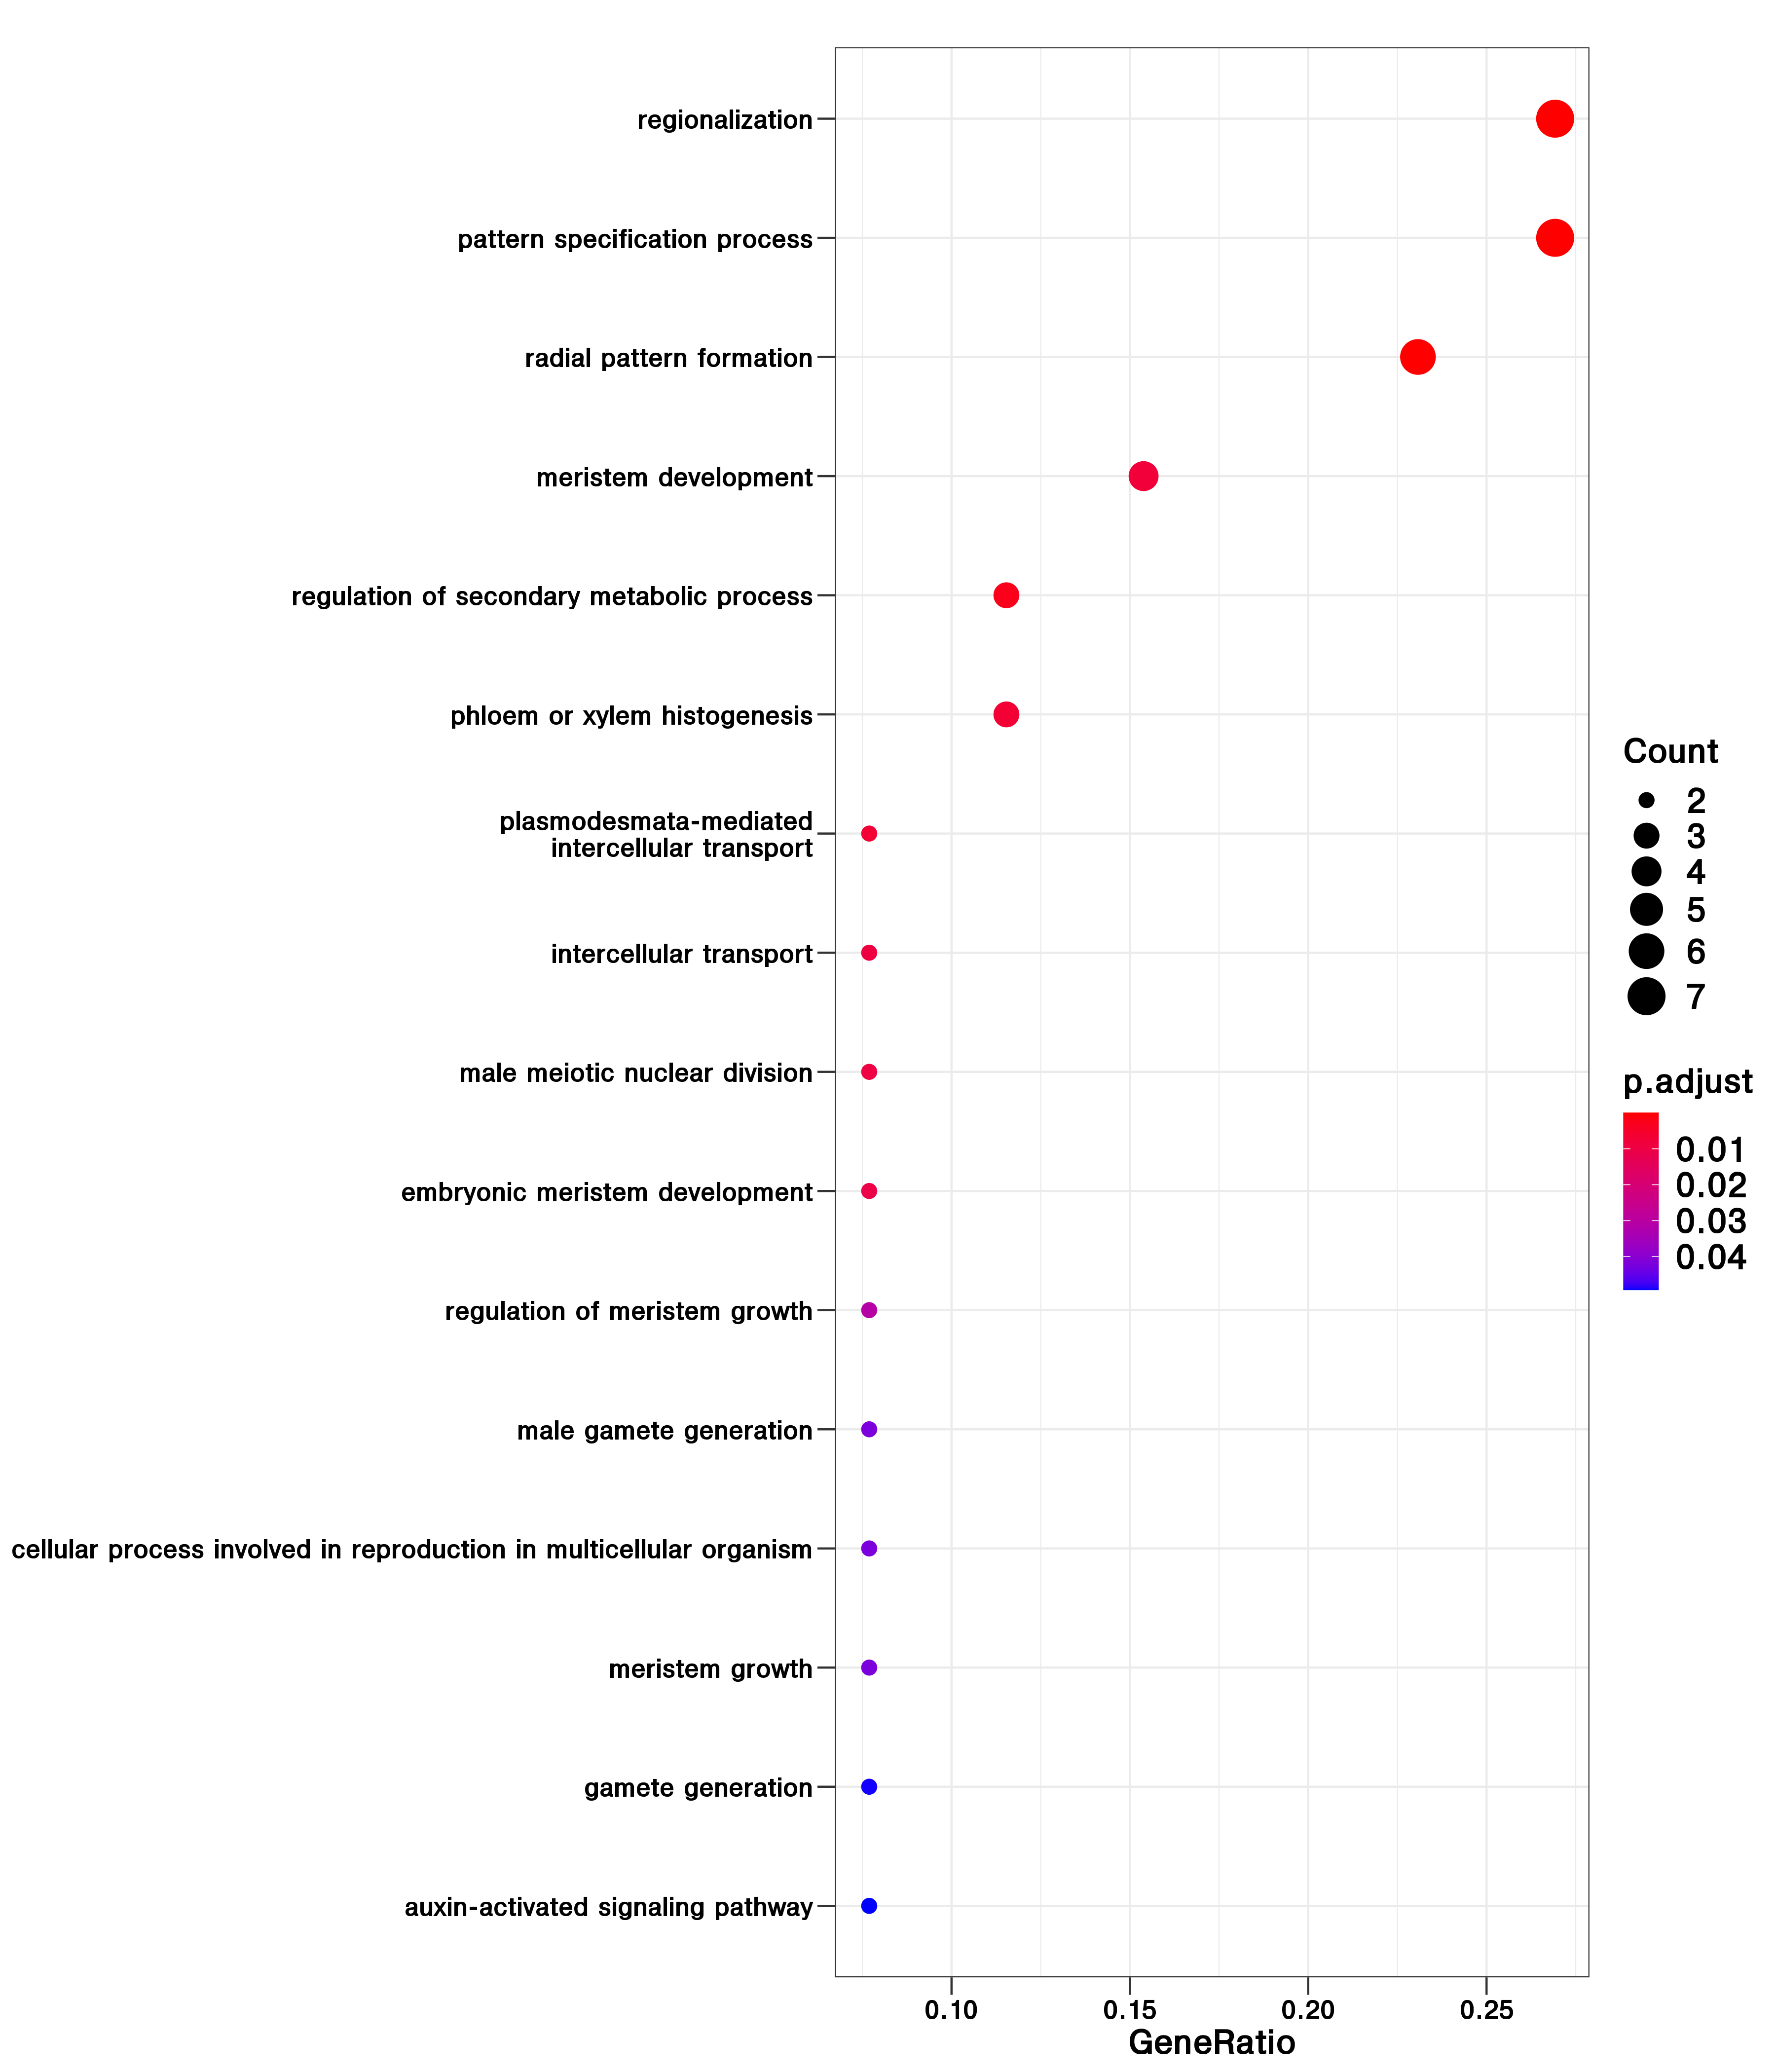 regionalization
pattern specification process
radial pattern formation
meristem development
regulation of secondary metabolic process
phloem or xylem histogenesis
plasmodesmata-mediated
intercellular transport
intercellular transport
male meiotic nuclear division
embryonic meristem development
regulation of meristem growth
male gamete generation
cellular process involved in reproduction in multicellular organism
meristem growth
gamete generation
auxin-activated signaling pathway
0.10 0.15 0.20 0.25
GeneRatio
Count
2
3
4
5
6
7
p.adjust
0.01
0.02
0.03
0.04